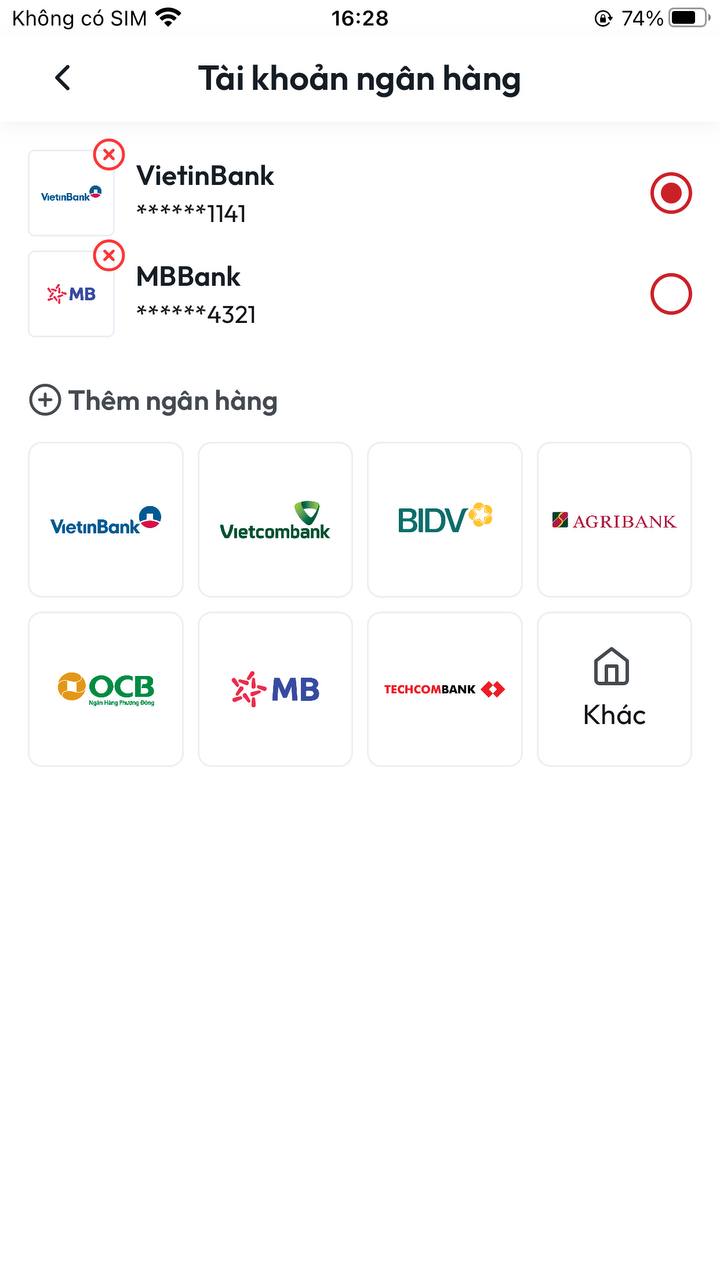 Không có SIM 16:28 74%
Tài khoản ngân hàng
VietinBank
VietinBank
******1141
MB
MBBank
******4321
Thêm ngân hàng
VietinBank Vietcombank BIDV AGRIBANK
OCB MB TECHCOMBANK
Ngân Hàng Phương Đông
Khác